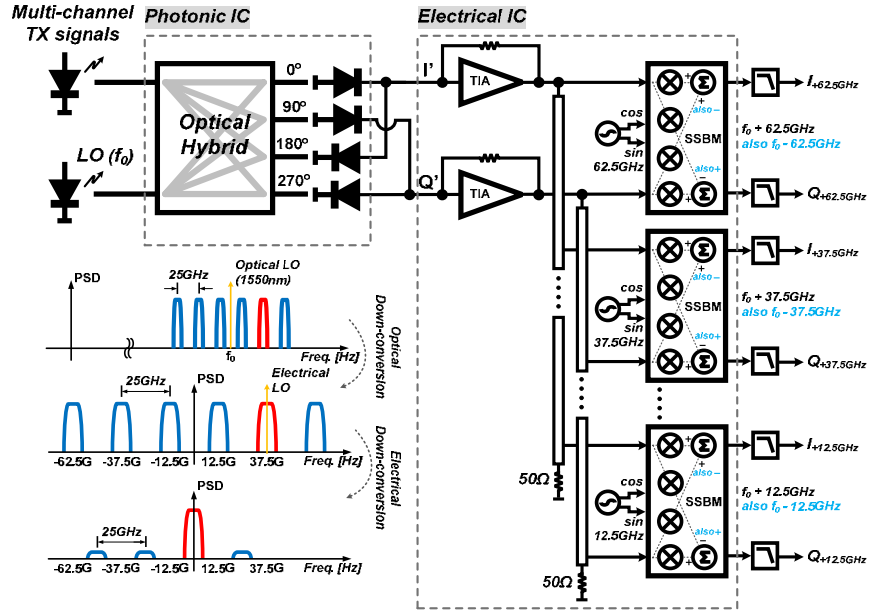 Multi-channel
TX signals
Photonic IC
Electrical IC
LO (f0)
Optical
Hybrid
0°
90°
180°
270°
I'
Q'
TIA
TIA
cos
sin
62.5GHz
+
+
also −
SSBM
also+
+
−
I+62.5GHz
f0 + 62.5GHz
also f0 - 62.5GHz
Q+62.5GHz
cos
sin
37.5GHz
+
+
also −
SSBM
also+
+
−
I+37.5GHz
f0 + 37.5GHz
also f0 - 37.5GHz
Q+37.5GHz
cos
sin
12.5GHz
+
+
also −
SSBM
also+
+
−
I+12.5GHz
f0 + 12.5GHz
also f0 - 12.5GHz
Q+12.5GHz
50Ω
50Ω
PSD
25GHz
Optical LO
(1550nm)
f0
Freq. [Hz]
Optical
Down-conversion
PSD
25GHz
Electrical
LO
-62.5G -37.5G -12.5G 12.5G 37.5G Freq. [Hz]
Electrical
Down-conversion
PSD
25GHz
-62.5G -37.5G -12.5G 12.5G 37.5G Freq. [Hz]